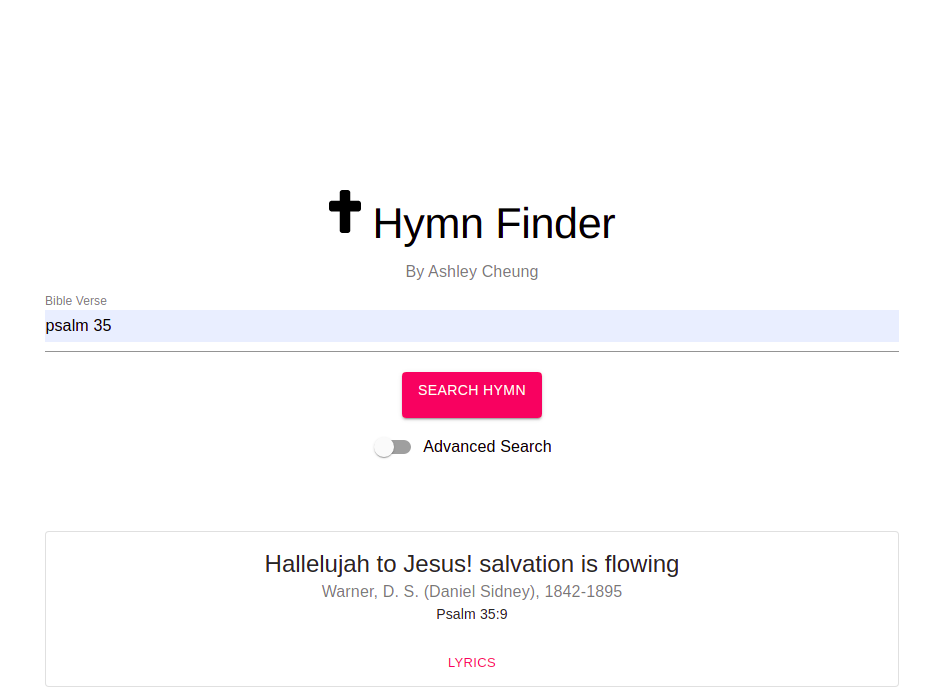 Hymn Finder
By Ashley Cheung
Bible Verse
psalm 35
SEARCH HYMN
Advanced Search
Hallelujah to Jesus! salvation is flowing
Warner, D. S. (Daniel Sidney), 1842-1895
Psalm 35:9
LYRICS